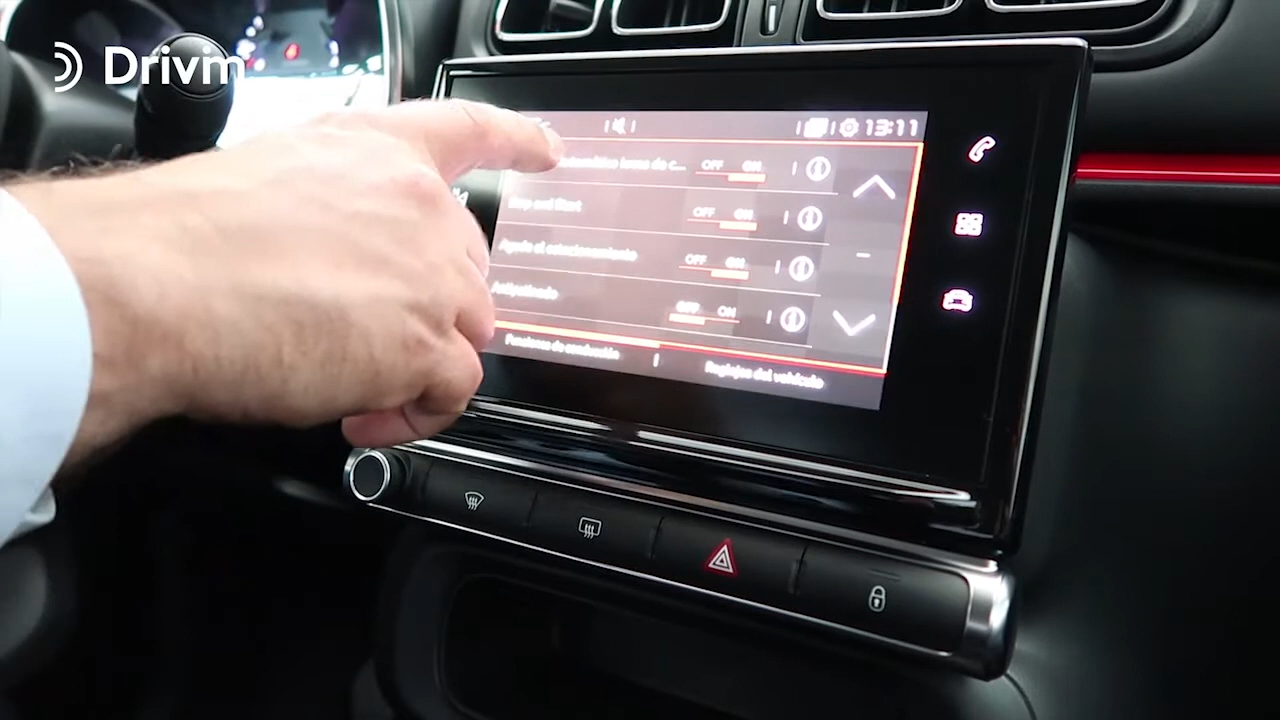 Drivm
13:11
OFF ON
Stop and Start OFF ON
Ayuda al estacionamiento OFF ON
Antipatinado OFF ON
Funciones de conducción
Reglajes del vehículo